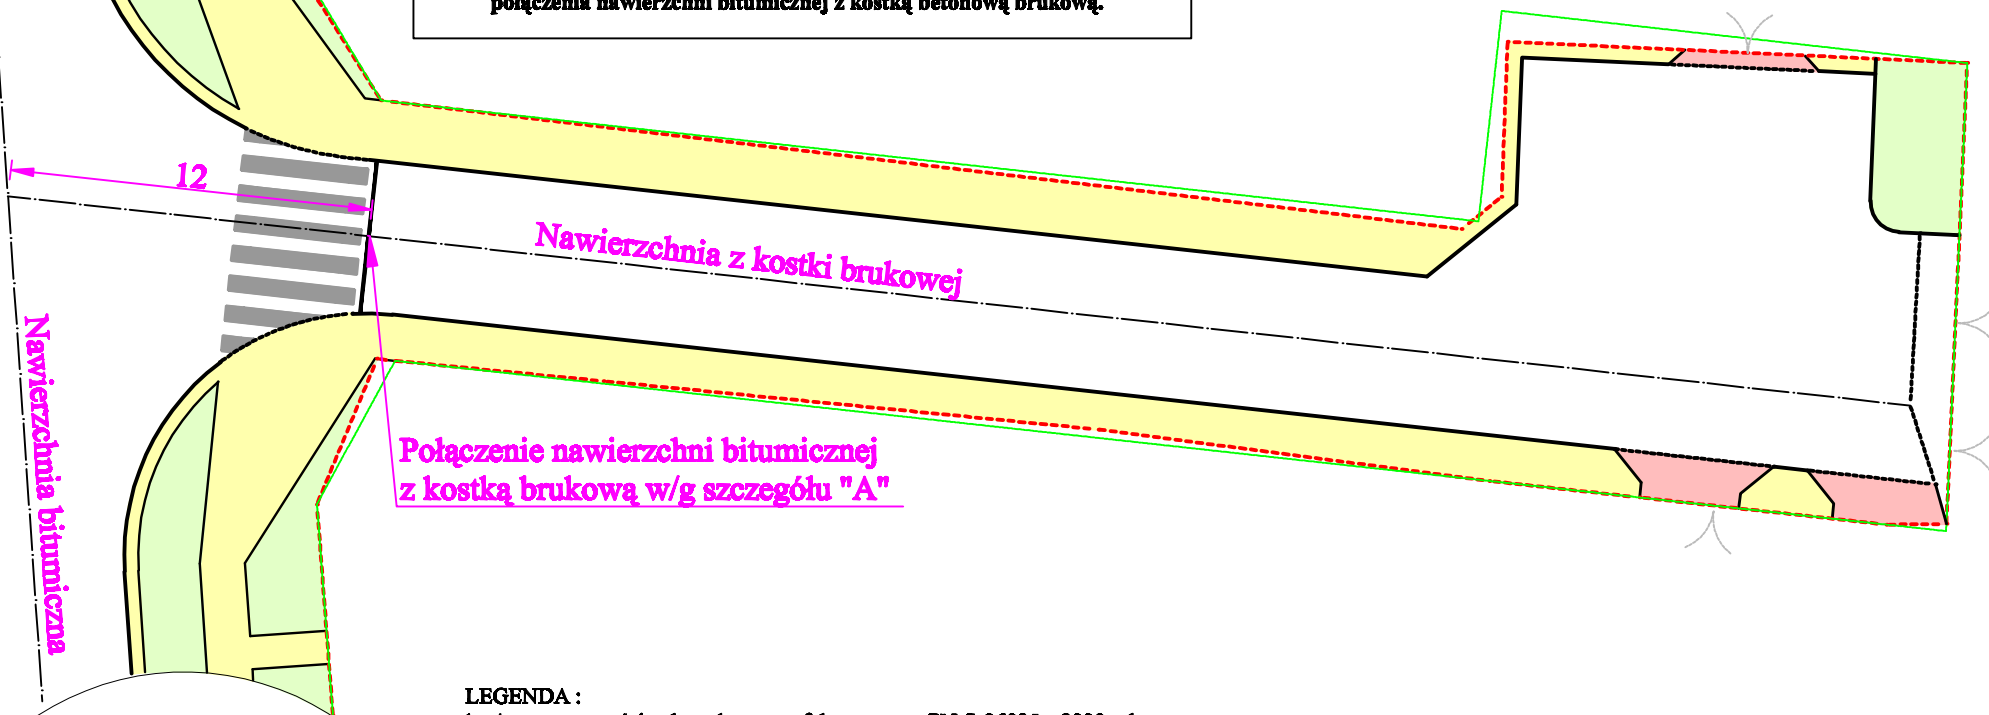 połączenia nawierzchni bitumicznej z kostką betonową brukową.
12
Nawierzchnia z kostki brukowej
Nawierzchnia bitumiczna
Połączenie nawierzchni bitumicznej
z kostką brukową w/g szczegółu "A"
LEGENDA :